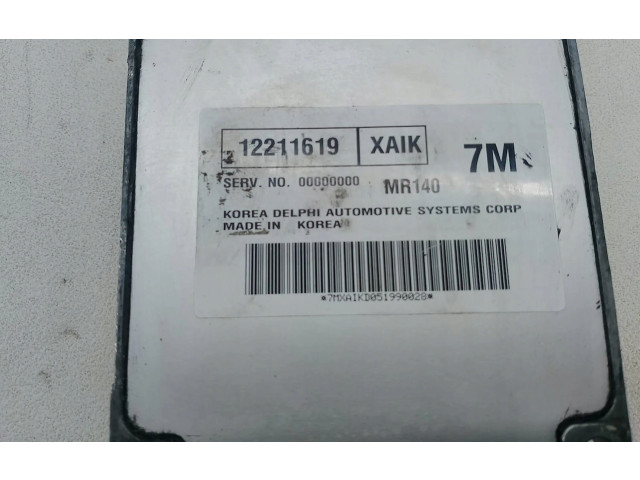 12211619 XAIK 7M
SERV. NO. 00000000 MR140
KOREA DELPHI AUTOMOTIVE SYSTEMS CORP
MADE IN KOREA
*7MXAIKD051990028*